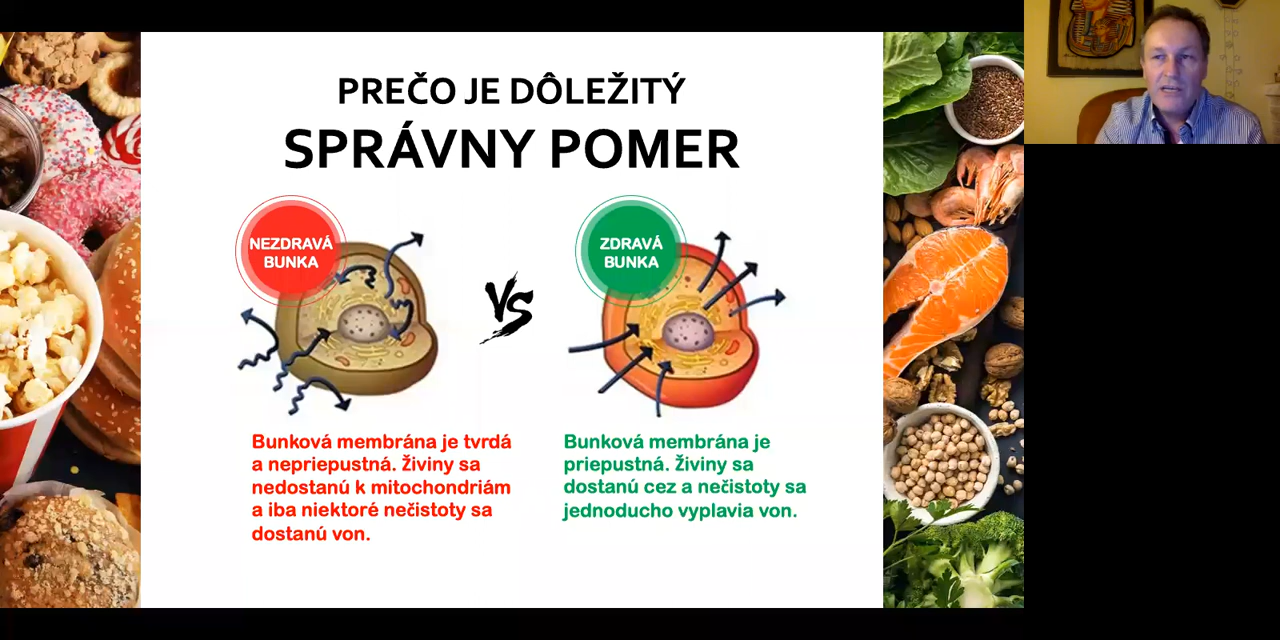 PREČO JE DÔLEŽITÝ
SPRÁVNY POMER
NEZDRAVÁ
BUNKA
VS
ZDRAVÁ
BUNKA
Bunková membrána je tvrdá
a nepriepustná. Živiny sa
nedostanú k mitochondriám
a iba niektoré nečistoty sa
dostanú von.
Bunková membrána je
priepustná. Živiny sa
dostanú cez a nečistoty sa
jednoducho vyplavia von.